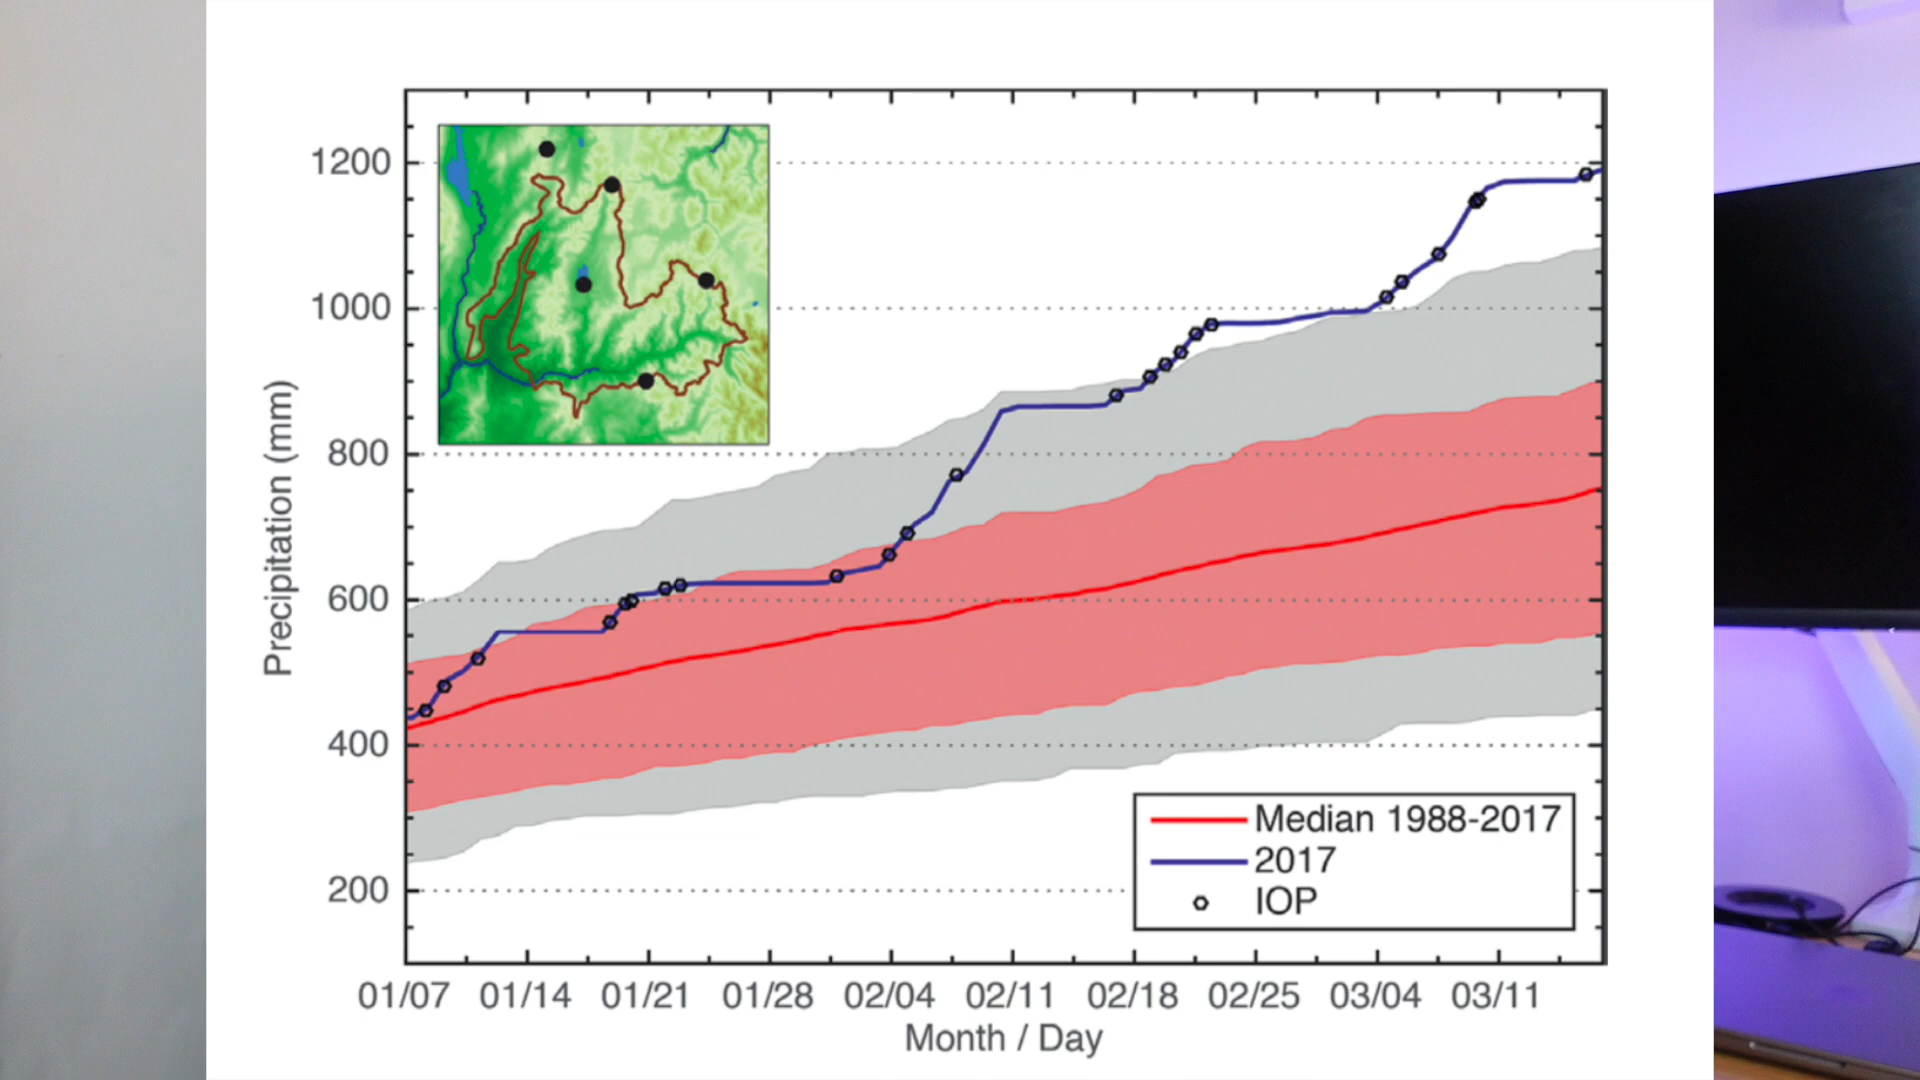 1200
1000
800
600
400
200
Precipitation (mm)
Median 1988-2017
2017
IOP
01/07 01/14 01/21 01/28 02/04 02/11 02/18 02/25 03/04 03/11
Month / Day